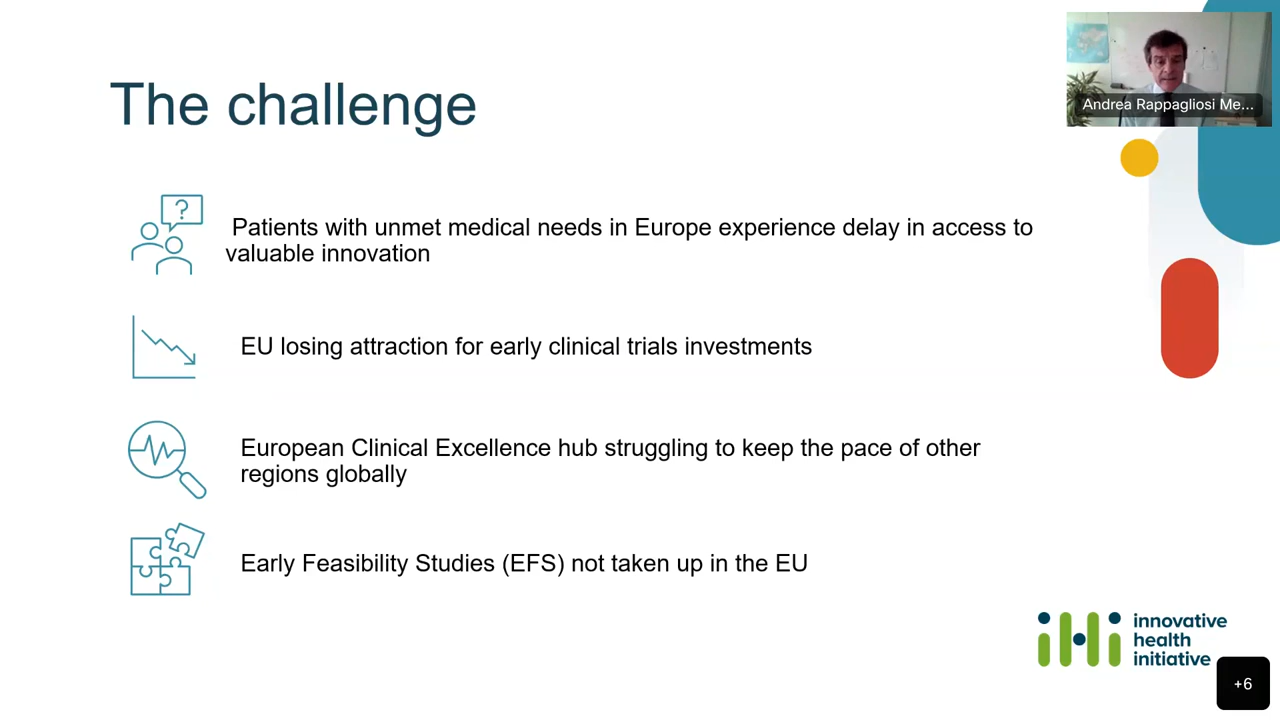 The challenge
Andrea Rappagliosi Me...
?
Patients with unmet medical needs in Europe experience delay in access to
valuable innovation
EU losing attraction for early clinical trials investments
European Clinical Excellence hub struggling to keep the pace of other
regions globally
Early Feasibility Studies (EFS) not taken up in the EU
iHi
innovative
health
initiative
+6